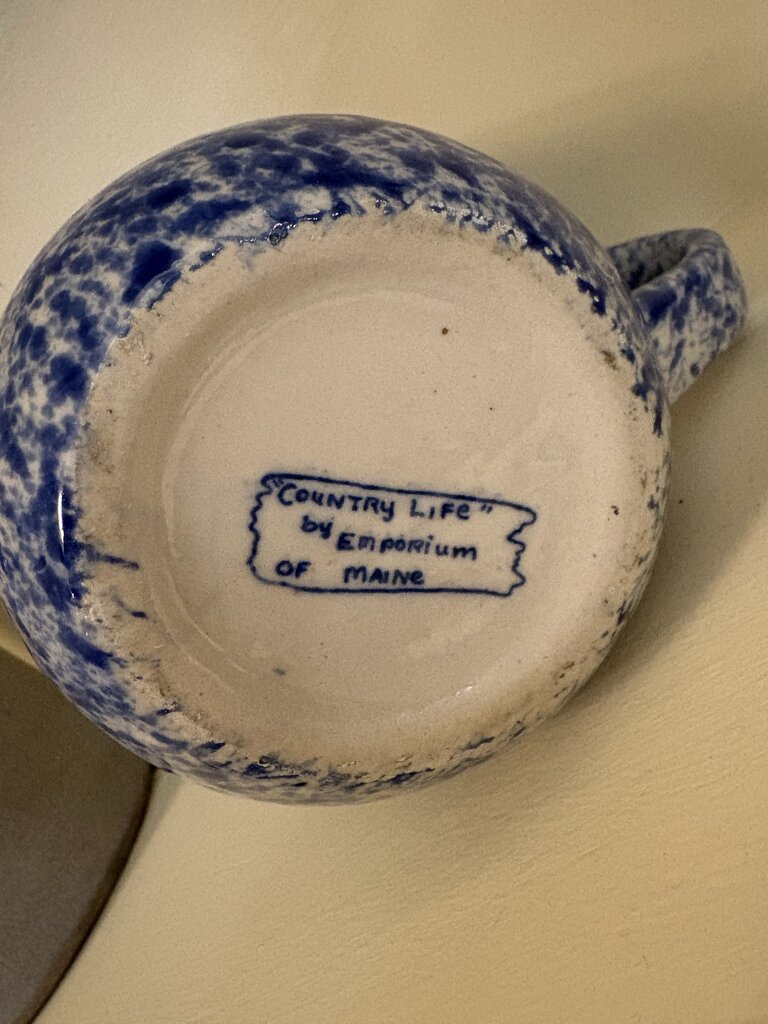 "COUNTRY LIFE"
by EMPORIUM
OF MAINE